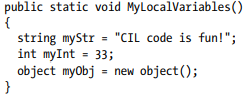 public static void MyLocalVariables()
{
string myStr = "CIL code is fun!";
int myInt = 33;
object myObj = new object();
}